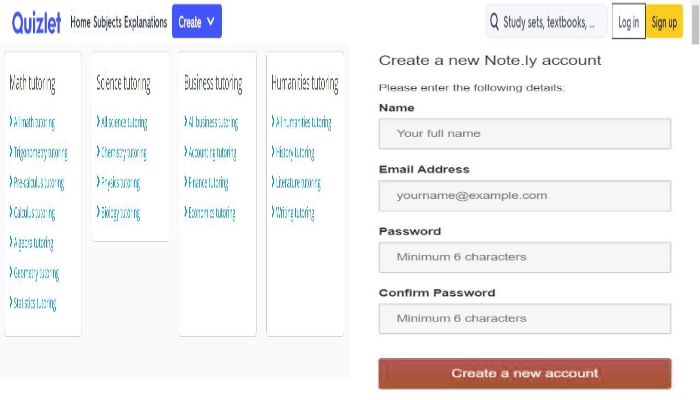 Quizlet Home Subjects Explanations Create Study sets, textbooks, ... Log in Sign up
Math tutoring
All math tutoring
Trigonometry tutoring
Pre-calculus tutoring
Calculus tutoring
Algebra tutoring
Geometry tutoring
Statistics tutoring
Science tutoring
All science tutoring
Chemistry tutoring
Physics tutoring
Biology tutoring
Business tutoring
All business tutoring
Accounting tutoring
Finance tutoring
Economics tutoring
Humanities tutoring
All humanities tutoring
History tutoring
Literature tutoring
Writing tutoring
Create a new Note.ly account
Please enter the following details:
Name
Your full name
Email Address
yourname@example.com
Password
Minimum 6 characters
Confirm Password
Minimum 6 characters
Create a new account